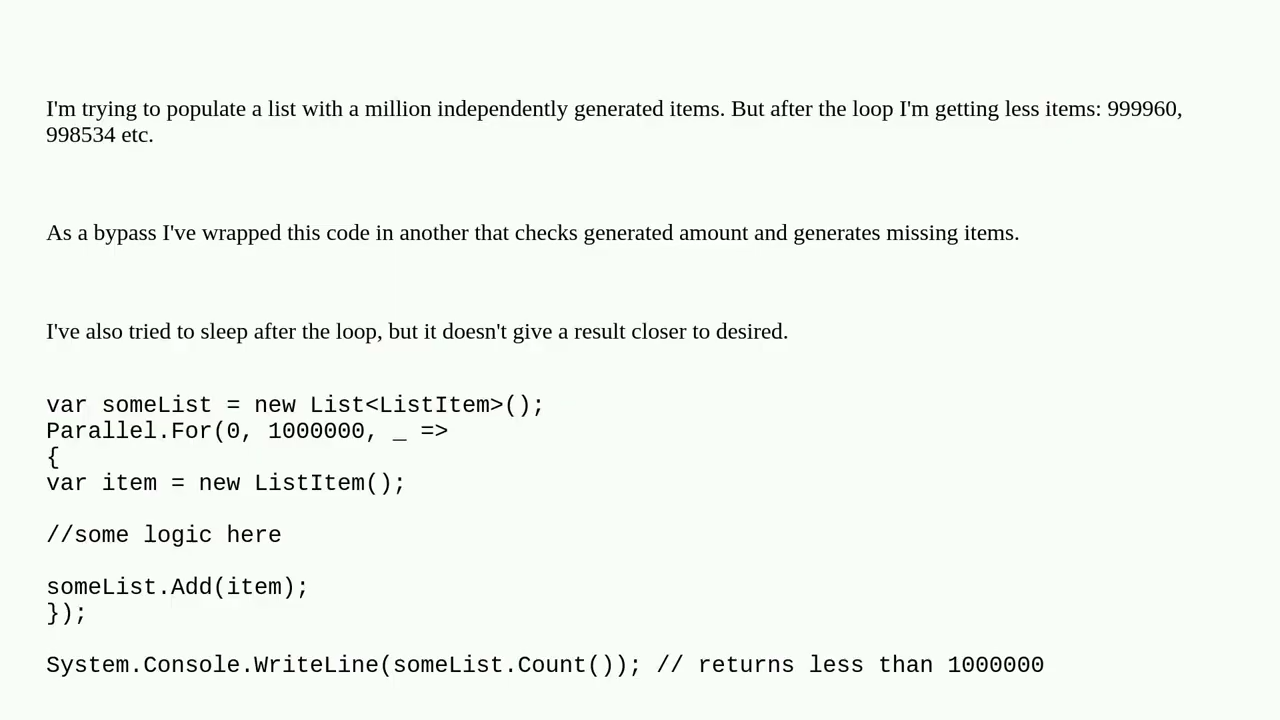 I'm trying to populate a list with a million independently generated items. But after the loop I'm getting less items: 999960,
998534 etc.
As a bypass I've wrapped this code in another that checks generated amount and generates missing items.
I've also tried to sleep after the loop, but it doesn't give a result closer to desired.
var someList = new List<ListItem>();
Parallel.For(0, 1000000, _ =>
{
var item = new ListItem();
//some logic here
someList.Add(item);
});
System.Console.WriteLine(someList.Count()); // returns less than 1000000